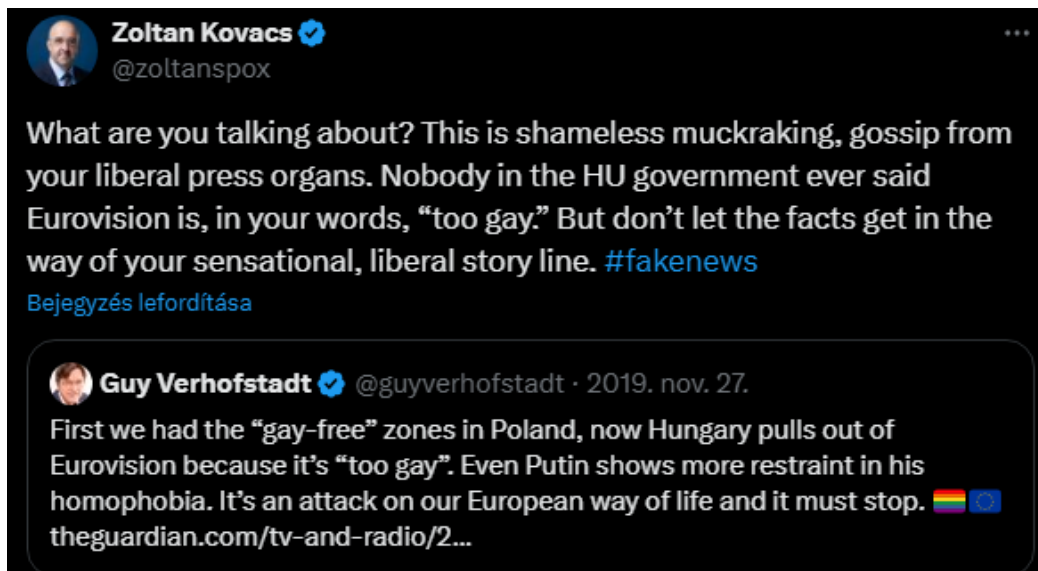 Zoltan Kovacs
@zoltanspox
What are you talking about? This is shameless muckraking, gossip from
your liberal press organs. Nobody in the HU government ever said
Eurovision is, in your words, “too gay.” But don’t let the facts get in the
way of your sensational, liberal story line. #fakenews
Bejegyzés lefordítása
Guy Verhofstadt @guyverhofstadt · 2019. nov. 27.
First we had the “gay-free” zones in Poland, now Hungary pulls out of
Eurovision because it’s “too gay”. Even Putin shows more restraint in his
homophobia. It’s an attack on our European way of life and it must stop. 🏳️‍🌈🇪🇺
theguardian.com/tv-and-radio/2...